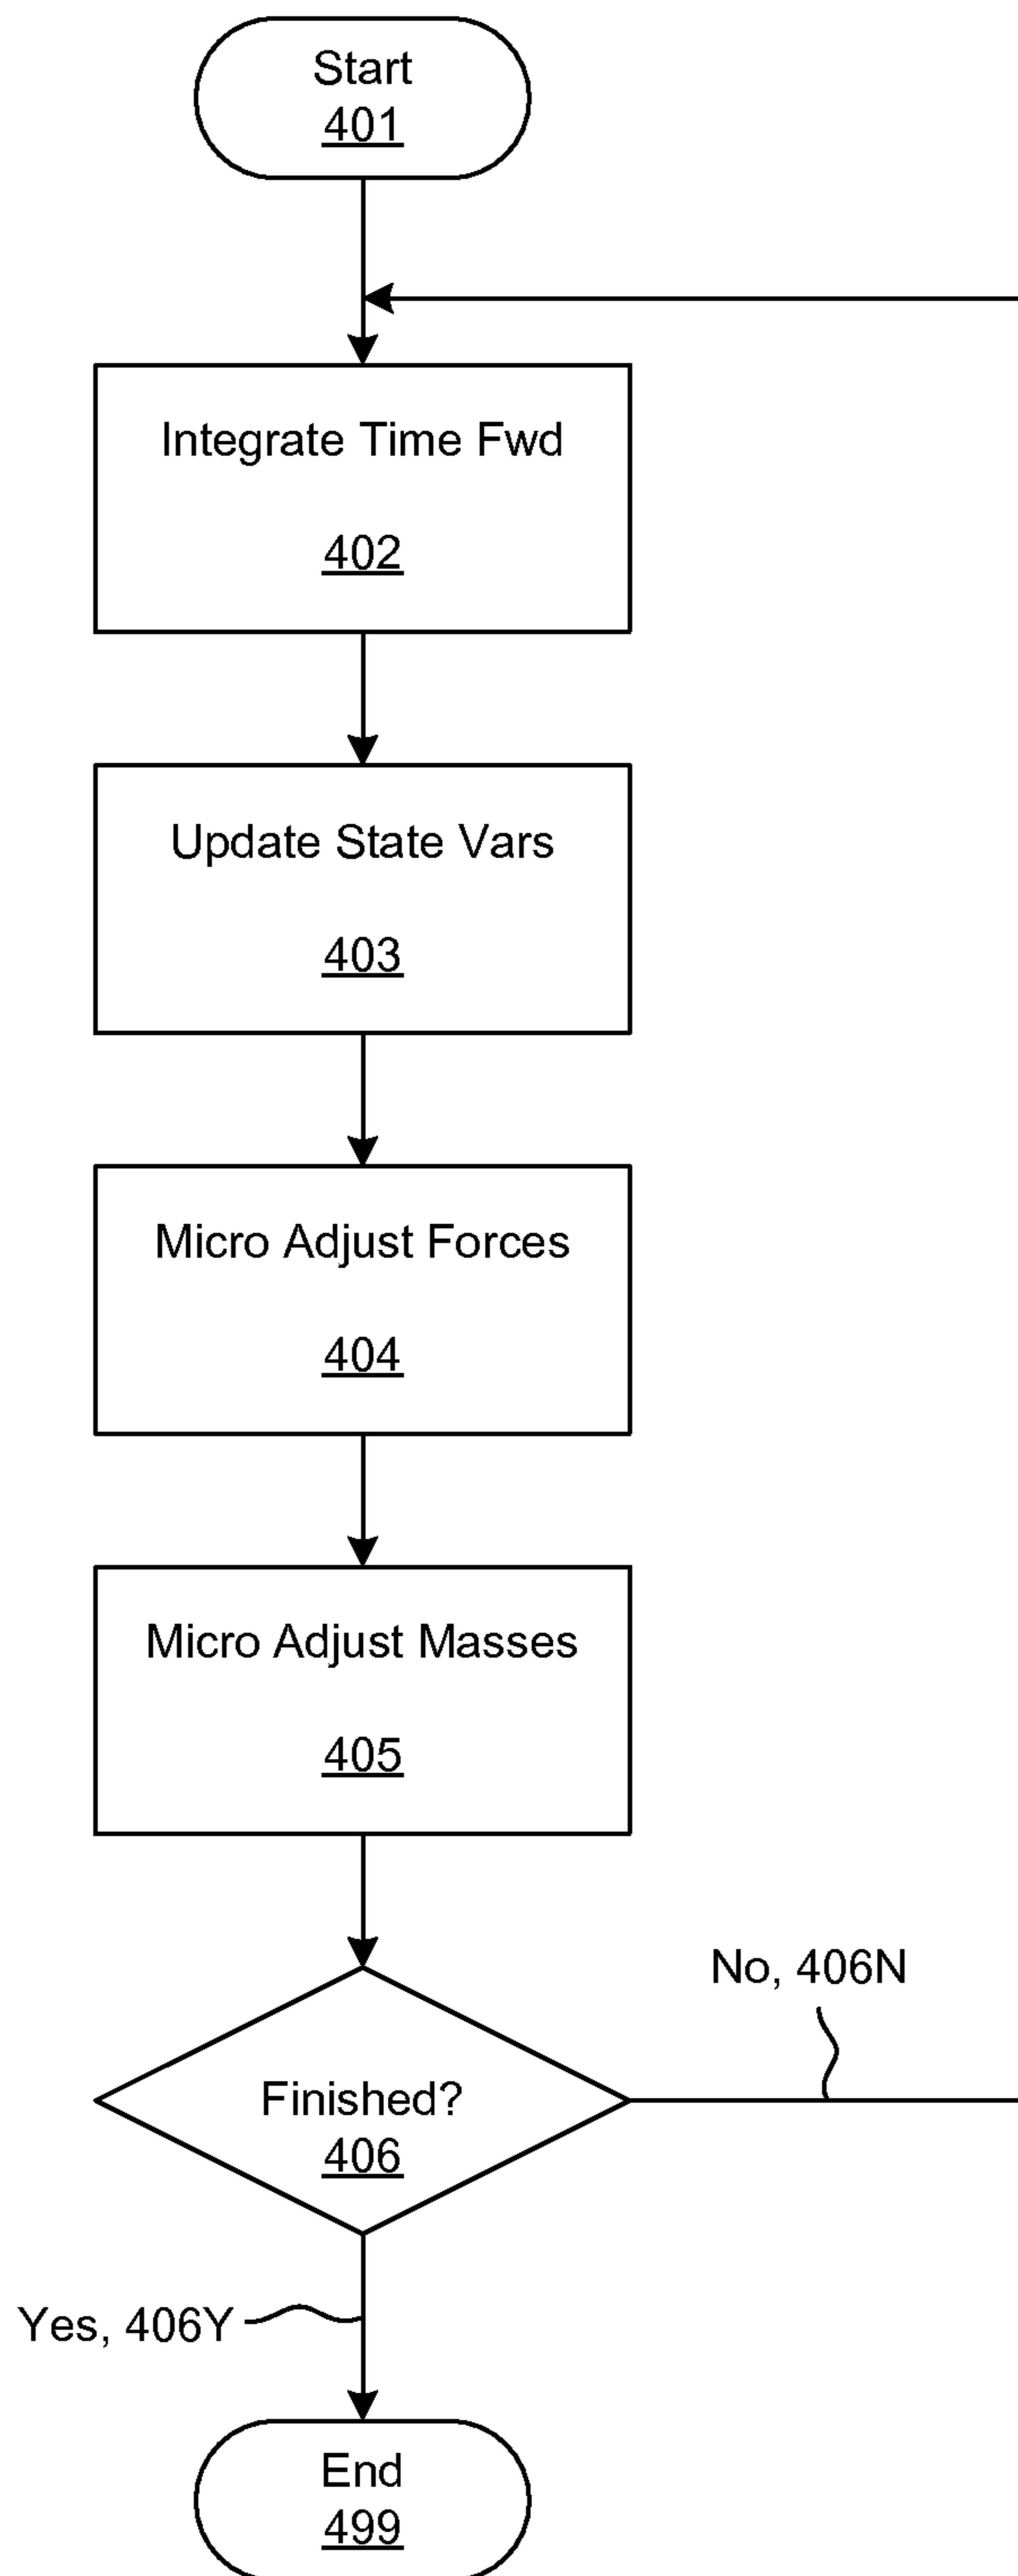 Start
401
Integrate Time Fwd
402
Update State Vars
403
Micro Adjust Forces
404
Micro Adjust Masses
405
No, 406N
Finished?
406
Yes, 406Y
End
499